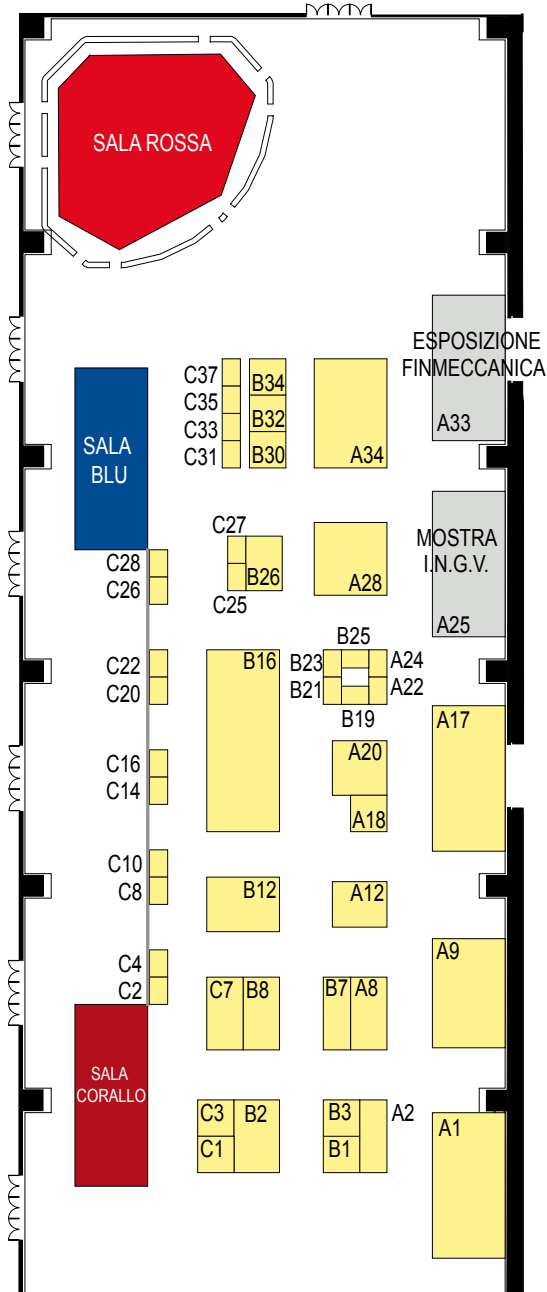 SALA ROSSA
ESPOSIZIONE
FINMECCANICA
A33
C37
C35
C33
C31
B34
B32
B30
A34
SALA
BLU
MOSTRA
I.N.G.V.
A25
C27
C25
B26
A28
C28
C26
B25
B23
A24
B21
A22
B19
C22
C20
B16
A17
A20
A18
C16
C14
C10
C8
B12
A12
A9
C4
C2
C7
B8
B7
A8
SALA
CORALLO
C3
B2
C1
B3
A2
B1
A1